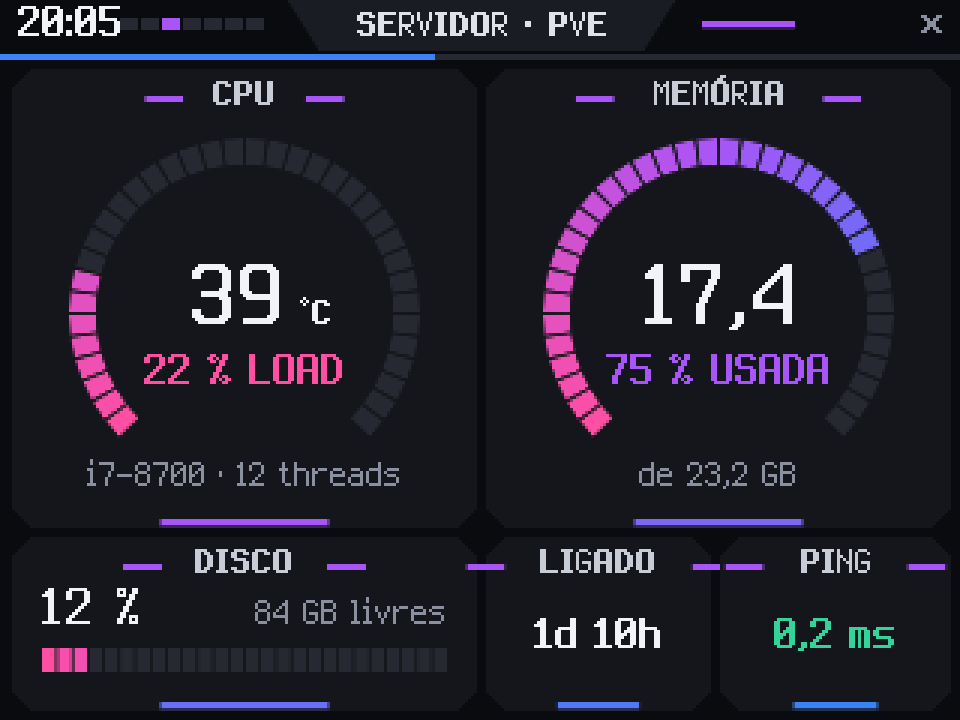 20:05
SERVIDOR · PVE
×
CPU
39 °C
22 % LOAD
i7-8700 · 12 threads
MEMÓRIA
17,4
75 % USADA
de 23,2 GB
DISCO
12 %
84 GB livres
LIGADO
1d 10h
PING
0,2 ms